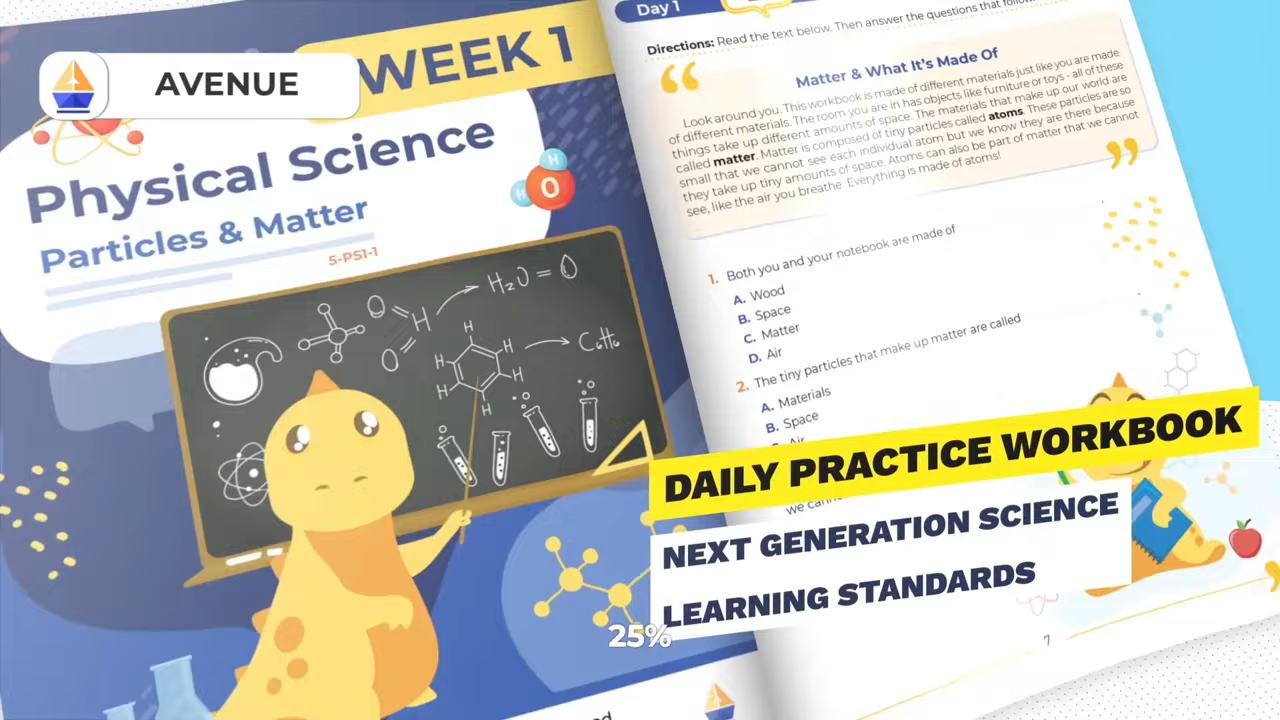 AVENUE
WEEK 1
Physical Science
Particles & Matter
5-PS1-1
H₂O = O
C₆H₆
Day 1
Directions: Read the text below. Then answer the questions that follow.
Matter & What It's Made Of
Look around you. This workbook is made of different materials just like you are made
of different materials. The room you are in has objects like furniture or toys - all of these
things take up different amounts of space. The materials that make up our world are
called matter. Matter is composed of tiny particles called atoms. These particles are so
small that we cannot see each individual atom but we know they are there because
they take up tiny amounts of space. Atoms can also be part of matter that we cannot
see, like the air you breathe. Everything is made of atoms!
1. Both you and your notebook are made of
A. Wood
B. Space
C. Matter
D. Air
2. The tiny particles that make up matter are called
A. Materials
B. Space
C. Air
we cann
DAILY PRACTICE WORKBOOK
NEXT GENERATION SCIENCE
LEARNING STANDARDS
25%
7